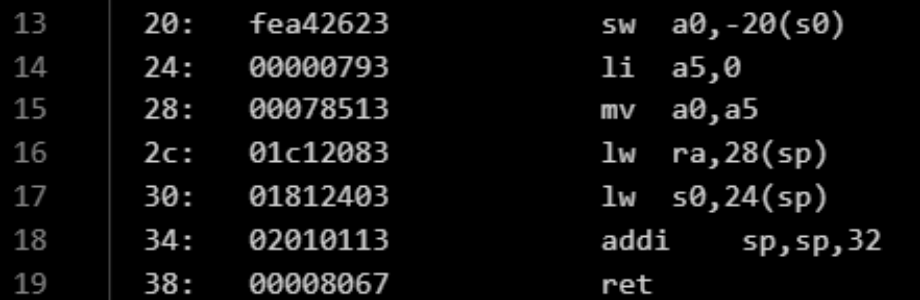 13 20: fea42623 sw a0,-20(s0)
14 24: 00000793 li a5,0
15 28: 00078513 mv a0,a5
16 2c: 01c12083 lw ra,28(sp)
17 30: 01812403 lw s0,24(sp)
18 34: 02010113 addi sp,sp,32
19 38: 00008067 ret